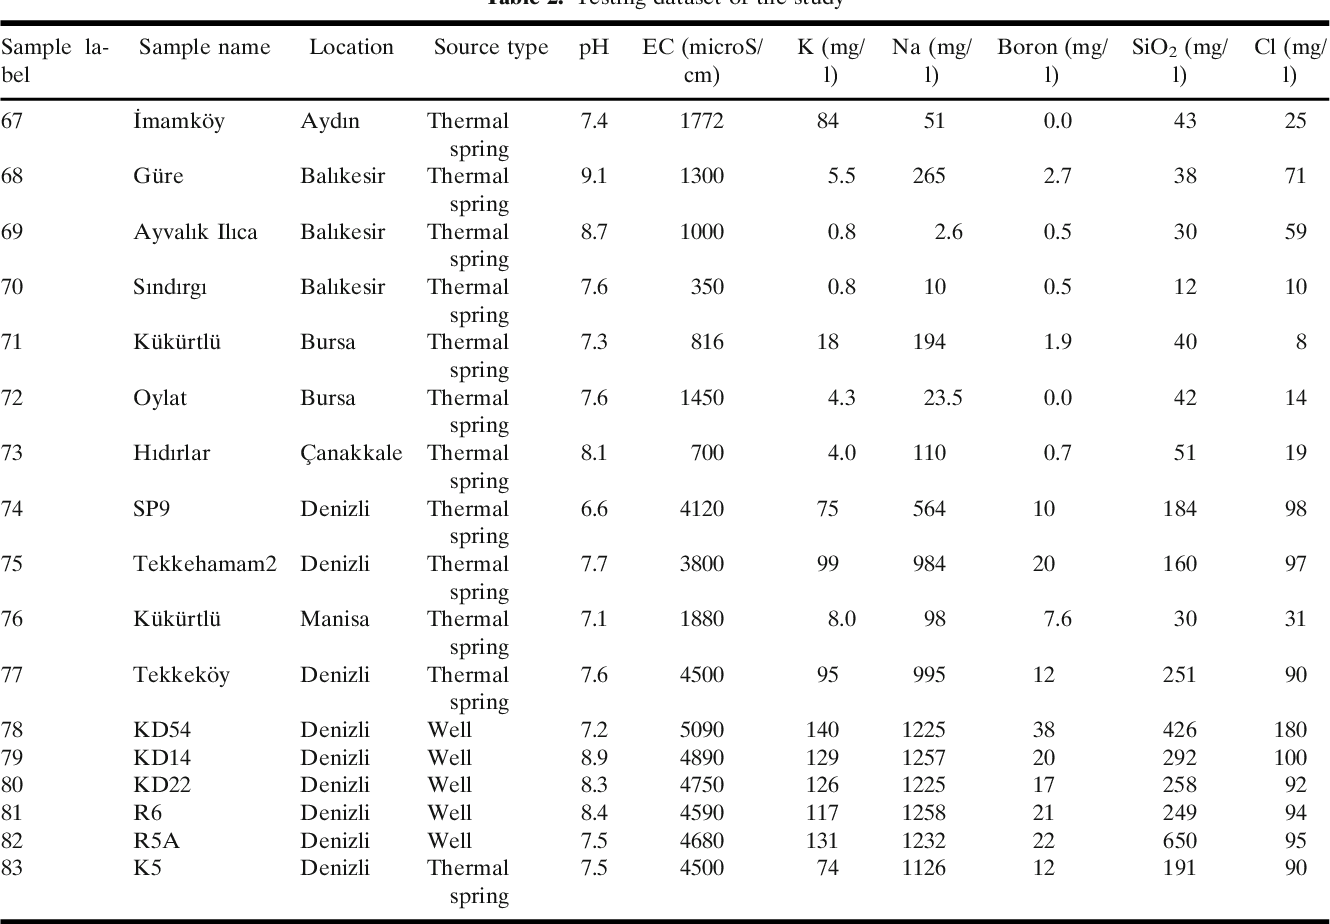 Table 2. Testing dataset of the study
Sample la- Sample name Location Source type pH EC (microS/ K (mg/ Na (mg/ Boron (mg/ SiO2 (mg/ Cl (mg/
bel cm) l) l) l) l) l)
67 İmamköy Aydın Thermal 7.4 1772 84 51 0.0 43 25
spring
68 Güre Balıkesir Thermal 9.1 1300 5.5 265 2.7 38 71
spring
69 Ayvalık Ilıca Balıkesir Thermal 8.7 1000 0.8 2.6 0.5 30 59
spring
70 Sındırgı Balıkesir Thermal 7.6 350 0.8 10 0.5 12 10
spring
71 Kükürtlü Bursa Thermal 7.3 816 18 194 1.9 40 8
spring
72 Oylat Bursa Thermal 7.6 1450 4.3 23.5 0.0 42 14
spring
73 Hıdırlar Çanakkale Thermal 8.1 700 4.0 110 0.7 51 19
spring
74 SP9 Denizli Thermal 6.6 4120 75 564 10 184 98
spring
75 Tekkehamam2 Denizli Thermal 7.7 3800 99 984 20 160 97
spring
76 Kükürtlü Manisa Thermal 7.1 1880 8.0 98 7.6 30 31
spring
77 Tekkeköy Denizli Thermal 7.6 4500 95 995 12 251 90
spring
78 KD54 Denizli Well 7.2 5090 140 1225 38 426 180
79 KD14 Denizli Well 8.9 4890 129 1257 20 292 100
80 KD22 Denizli Well 8.3 4750 126 1225 17 258 92
81 R6 Denizli Well 8.4 4590 117 1258 21 249 94
82 R5A Denizli Well 7.5 4680 131 1232 22 650 95
83 K5 Denizli Thermal 7.5 4500 74 1126 12 191 90
spring